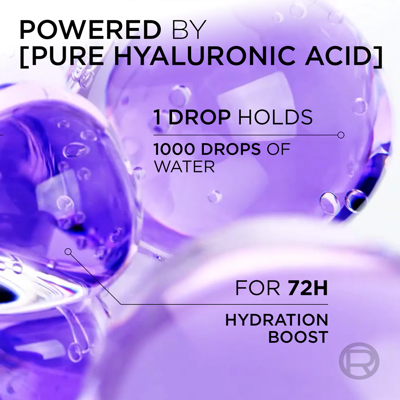 POWERED BY
[PURE HYALURONIC ACID]
1 DROP HOLDS
1000 DROPS OF
WATER
FOR 72H
HYDRATION
BOOST
R